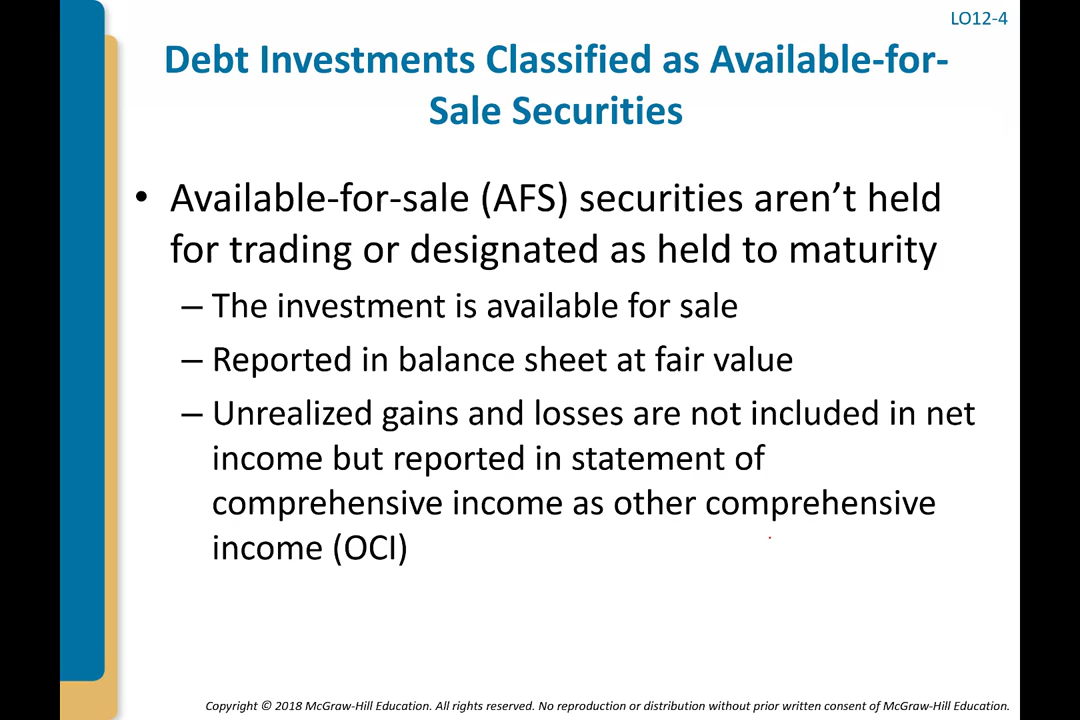 LO12-4
Debt Investments Classified as Available-for-
Sale Securities
• Available-for-sale (AFS) securities aren’t held
for trading or designated as held to maturity
– The investment is available for sale
– Reported in balance sheet at fair value
– Unrealized gains and losses are not included in net
income but reported in statement of
comprehensive income as other comprehensive
income (OCI)
Copyright © 2018 McGraw-Hill Education. All rights reserved. No reproduction or distribution without prior written consent of McGraw-Hill Education.